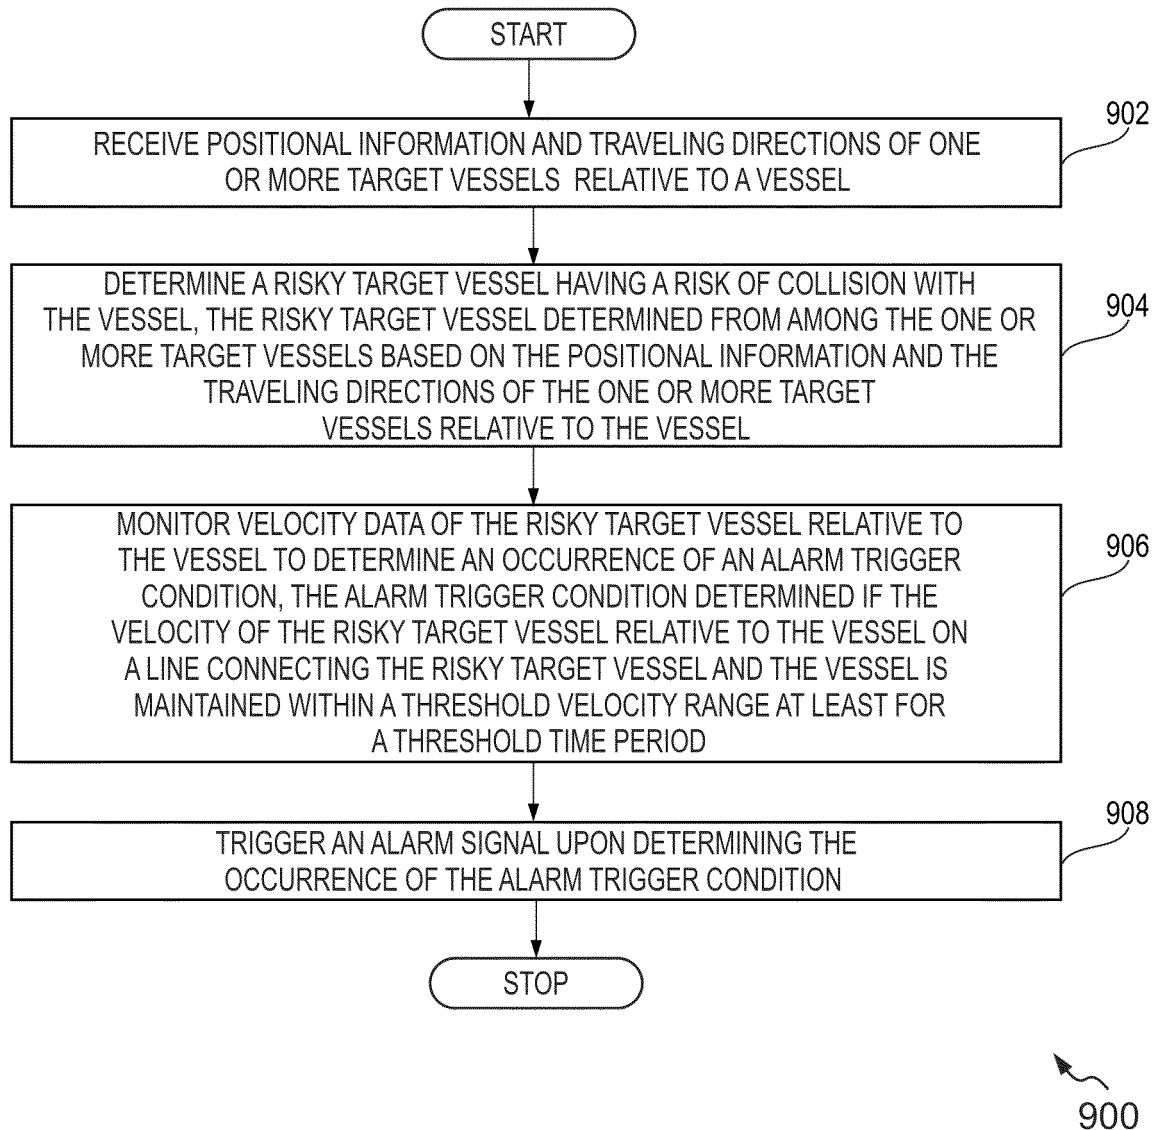 START
902
RECEIVE POSITIONAL INFORMATION AND TRAVELING DIRECTIONS OF ONE
OR MORE TARGET VESSELS RELATIVE TO A VESSEL
904
DETERMINE A RISKY TARGET VESSEL HAVING A RISK OF COLLISION WITH
THE VESSEL, THE RISKY TARGET VESSEL DETERMINED FROM AMONG THE ONE OR
MORE TARGET VESSELS BASED ON THE POSITIONAL INFORMATION AND THE
TRAVELING DIRECTIONS OF THE ONE OR MORE TARGET
VESSELS RELATIVE TO THE VESSEL
906
MONITOR VELOCITY DATA OF THE RISKY TARGET VESSEL RELATIVE TO
THE VESSEL TO DETERMINE AN OCCURRENCE OF AN ALARM TRIGGER
CONDITION, THE ALARM TRIGGER CONDITION DETERMINED IF THE
VELOCITY OF THE RISKY TARGET VESSEL RELATIVE TO THE VESSEL ON
A LINE CONNECTING THE RISKY TARGET VESSEL AND THE VESSEL IS
MAINTAINED WITHIN A THRESHOLD VELOCITY RANGE AT LEAST FOR
A THRESHOLD TIME PERIOD
908
TRIGGER AN ALARM SIGNAL UPON DETERMINING THE
OCCURRENCE OF THE ALARM TRIGGER CONDITION
STOP
900